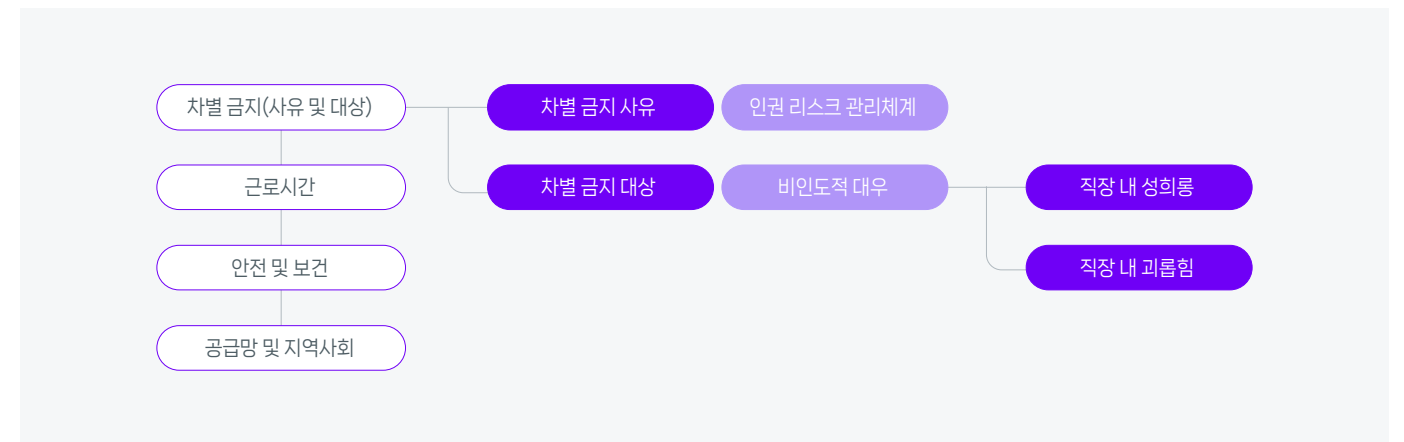 차별 금지(사유 및 대상)
차별 금지 사유
인권 리스크 관리체계
근로시간
차별 금지 대상
비인도적 대우
직장 내 성희롱
안전 및 보건
직장 내 괴롭힘
공급망 및 지역사회